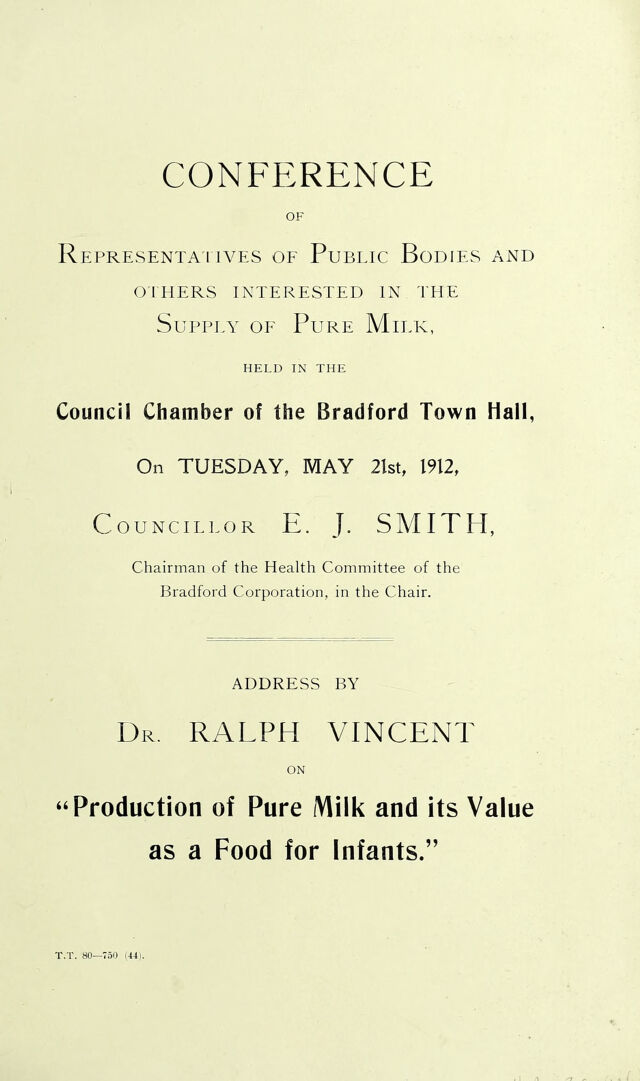 CONFERENCE
OF
REPRESENTATIVES OF PUBLIC BODIES AND
OTHERS INTERESTED IN THE
SUPPLY OF PURE MILK,
HELD IN THE
Council Chamber of the Bradford Town Hall,
On TUESDAY, MAY 21st, 1912,
COUNCILLOR E. J. SMITH,
Chairman of the Health Committee of the
Bradford Corporation, in the Chair.
ADDRESS BY
DR. RALPH VINCENT
ON
“Production of Pure Milk and its Value
as a Food for Infants.”
T.T. 80—750 (44).